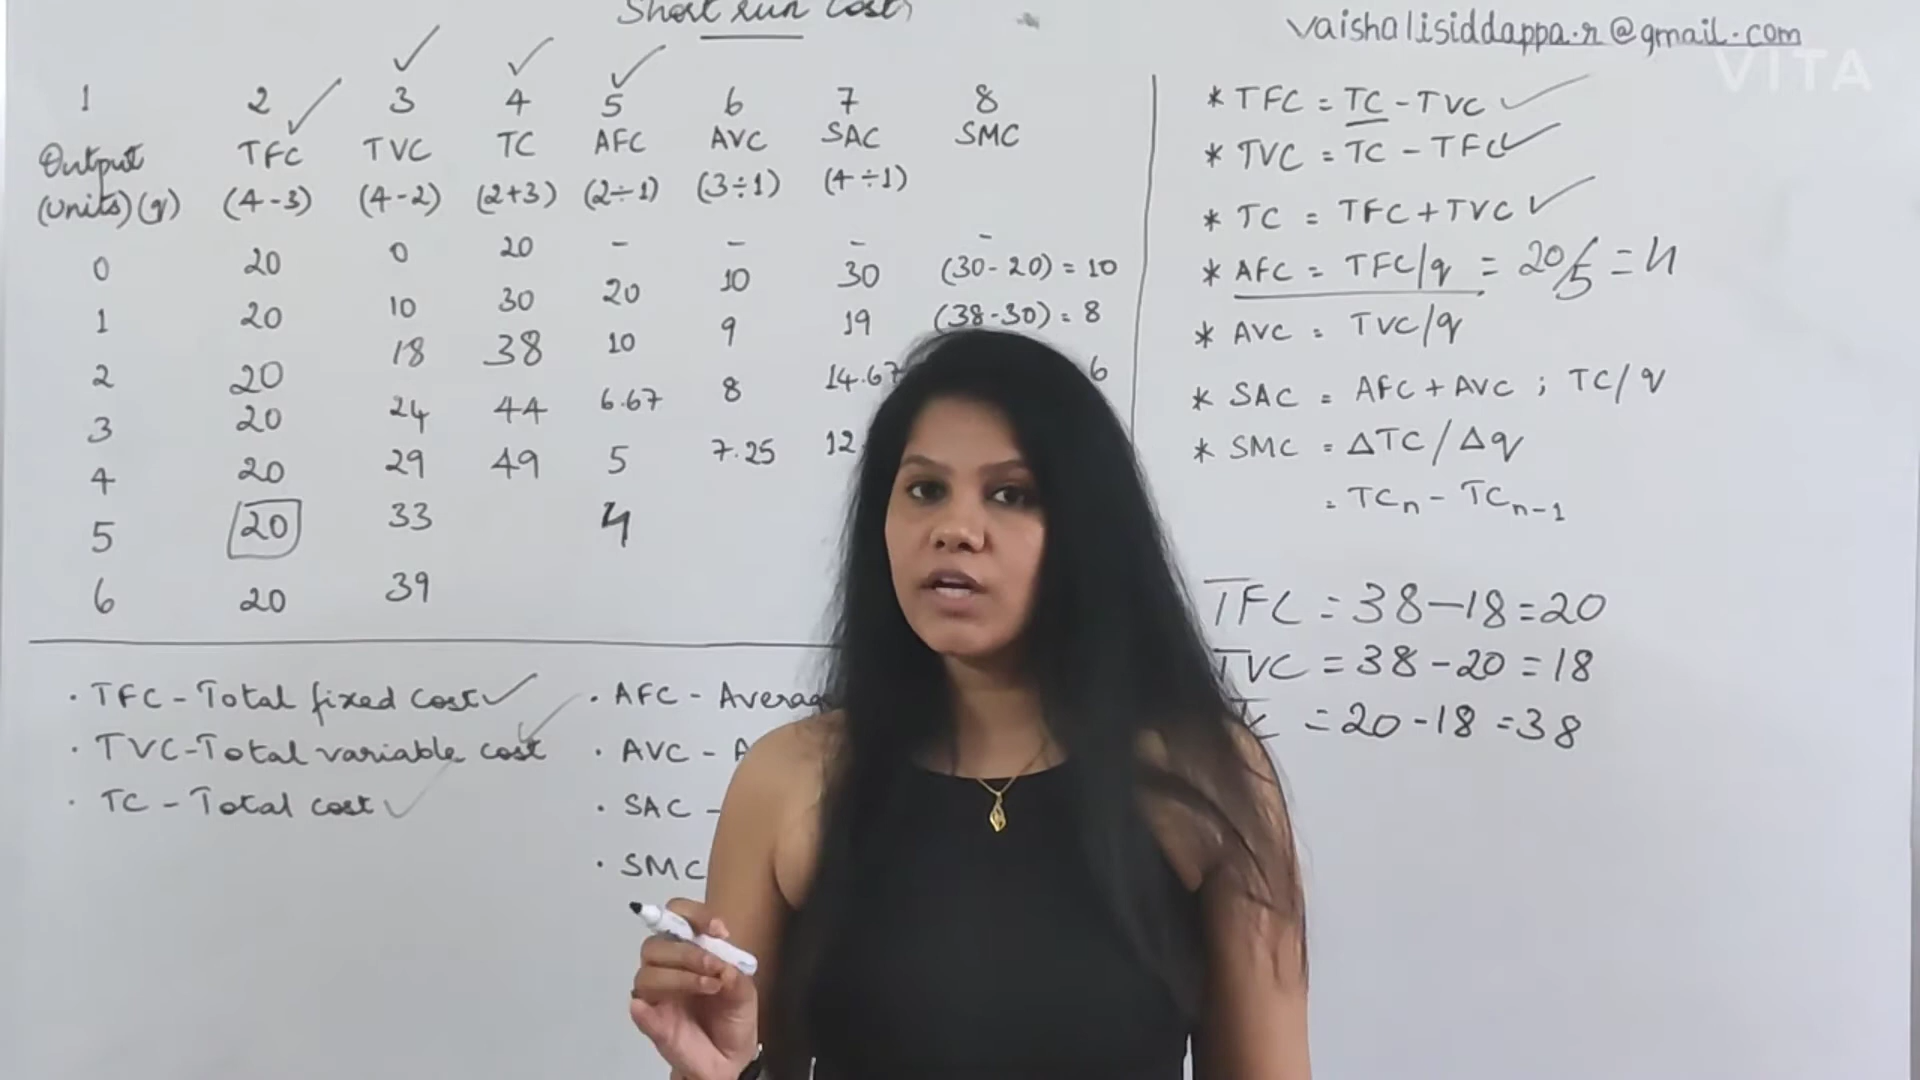 Short run Costs
vaishalisiddappa.r@gmail.com
VITA
1 2 3 4 5 6 7 8
Output TFC TVC TC AFC AVC SAC SMC
(units)(q) (4-3) (4-2) (2+3) (2÷1) (3÷1) (4÷1)
0 20 0 20 - - - -
1 20 10 30 20 10 30 (30-20) = 10
2 20 18 38 10 9 19 (38-30) = 8
3 20 24 44 6.67 8 14.67 6
4 20 29 49 5 7.25 12.
5 20 33 4
6 20 39
* TFC = TC - TVC
* TVC = TC - TFC
* TC = TFC + TVC
* AFC = TFC/q = 20/5 = 4
* AVC = TVC/q
* SAC = AFC + AVC ; TC/q
* SMC = ΔTC / Δq
= TCn - TCn-1
TFC = 38-18=20
TVC = 38-20=18
= 20-18=38
· TFC - Total fixed cost
· TVC - Total variable cost
· TC - Total cost
· AFC - Average
· AVC - A
· SAC -
· SMC